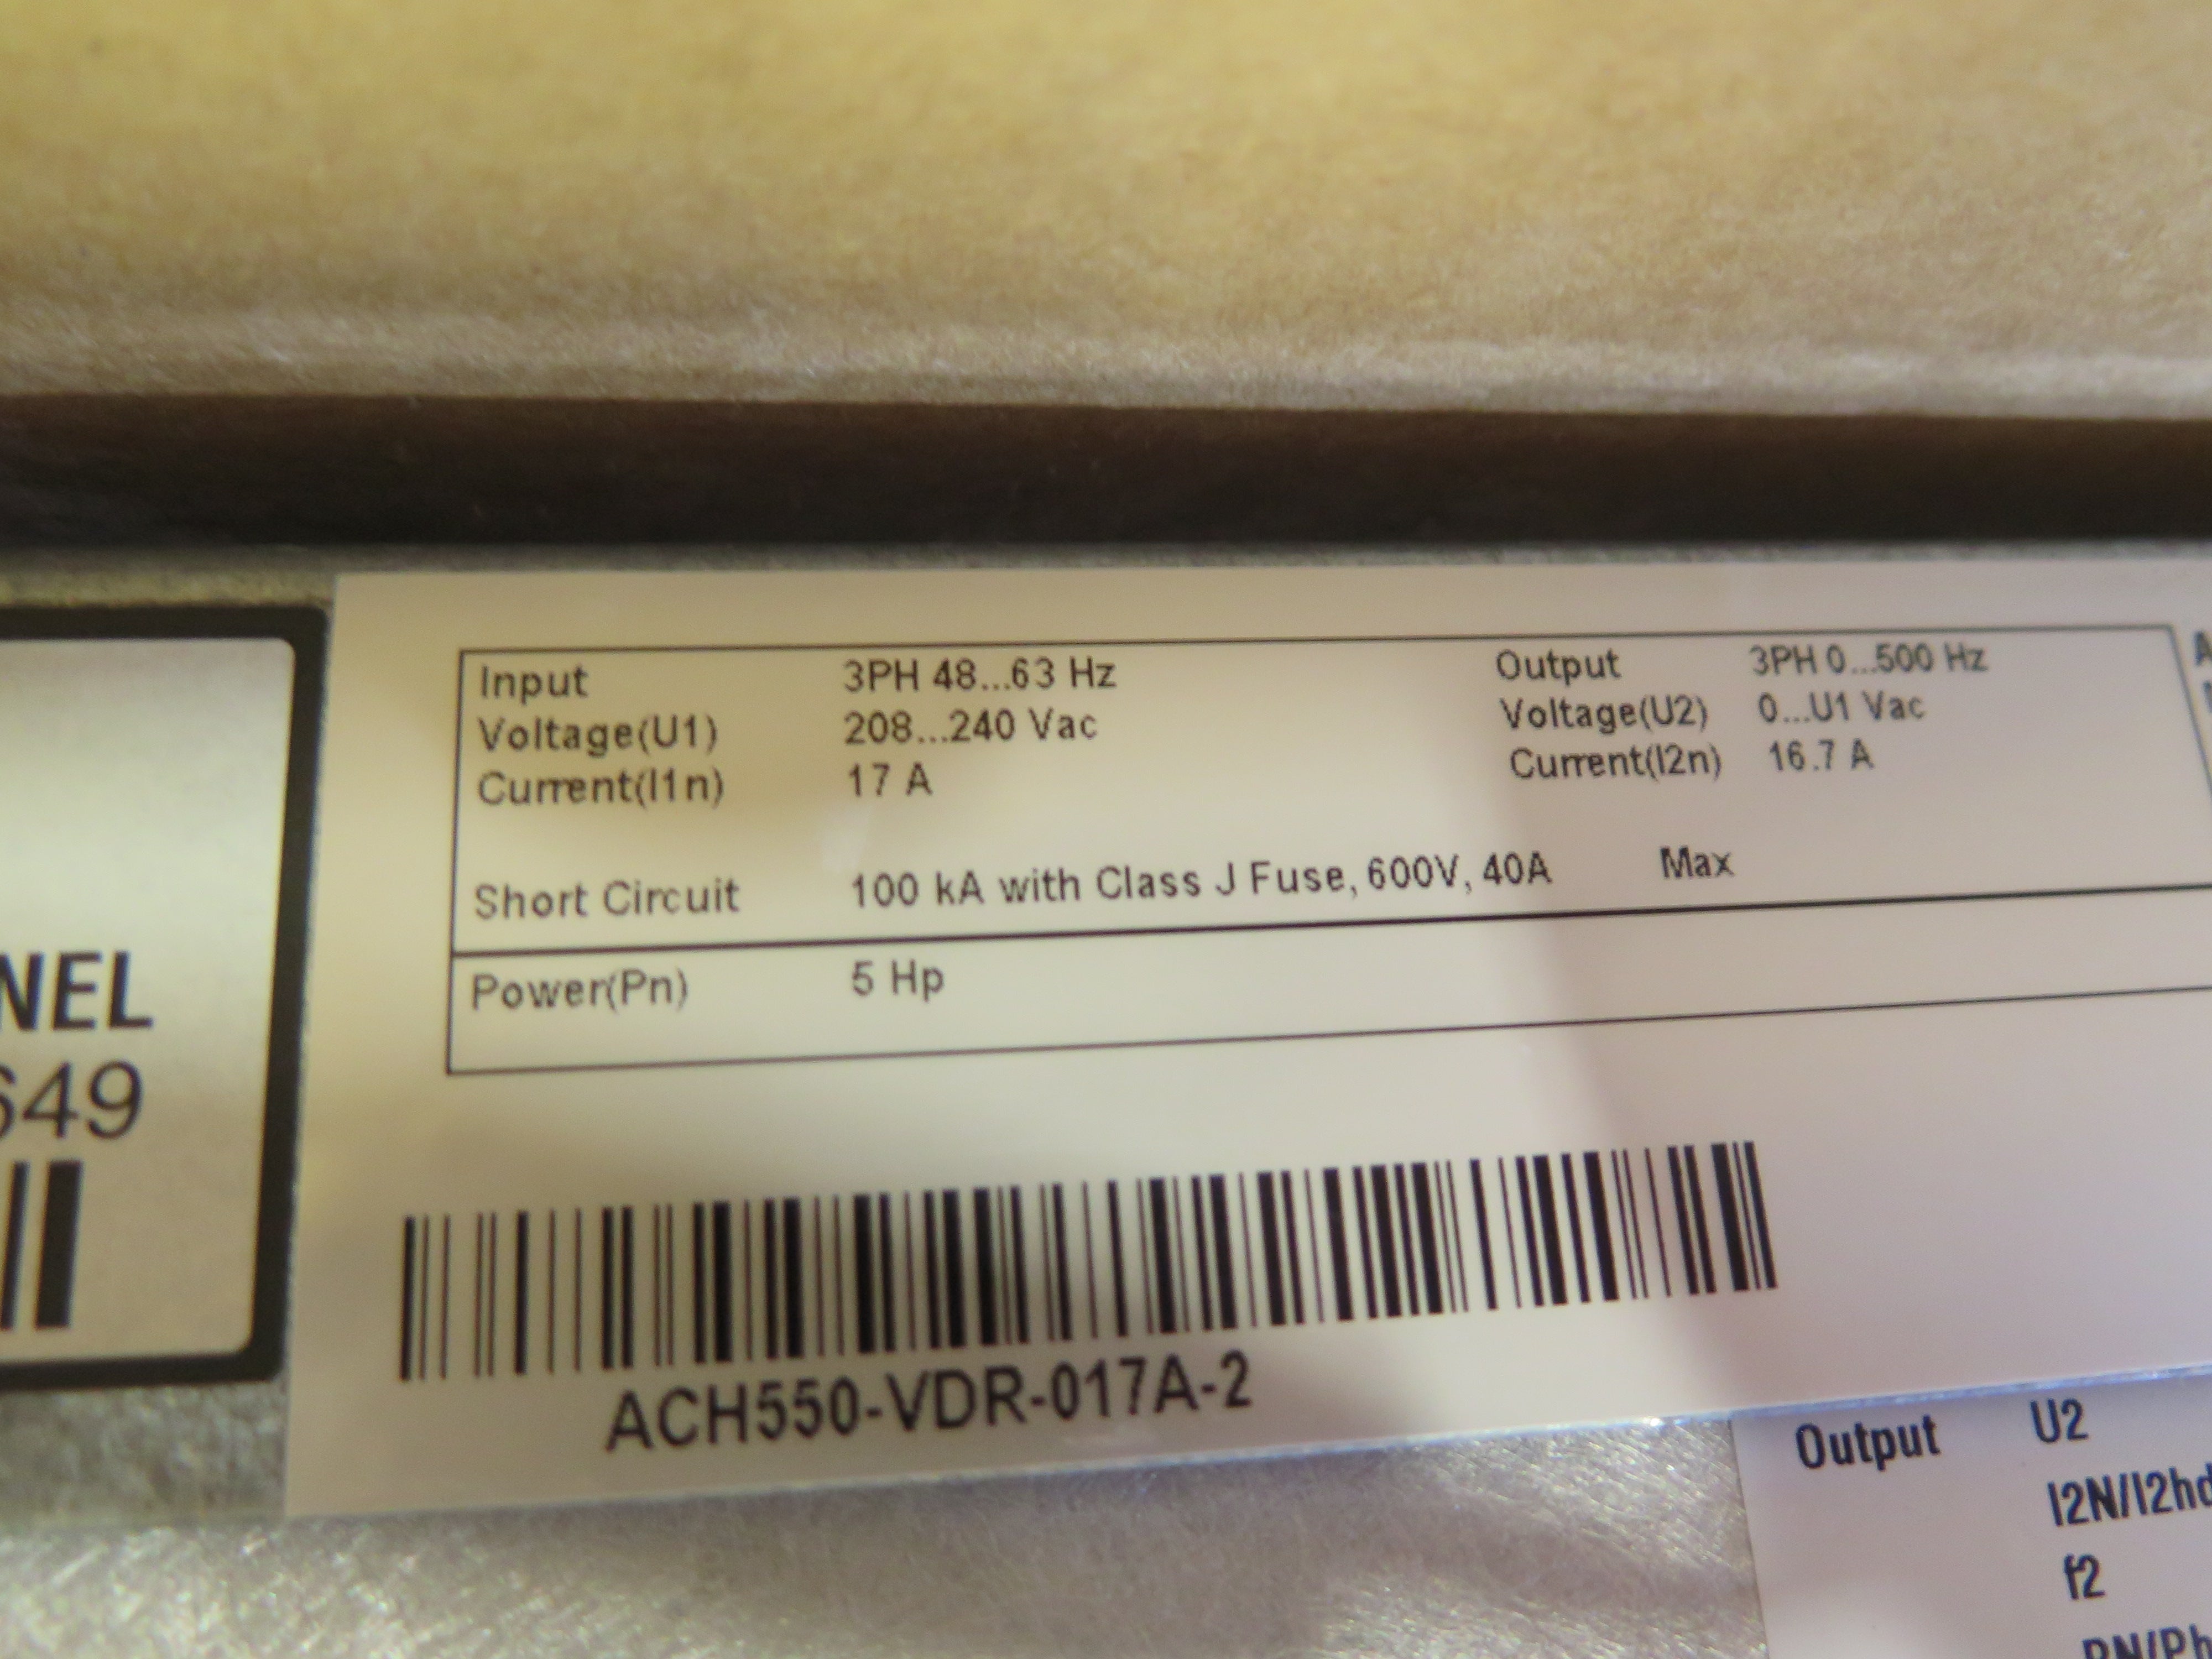 Input 3PH 48...63 Hz Output 3PH 0...500 Hz
Voltage(U1) 208...240 Vac Voltage(U2) 0...U1 Vac
Current(I1n) 17 A Current(I2n) 16.7 A
Short Circuit 100 kA with Class J Fuse, 600V, 40A Max
Power(Pn) 5 Hp
NEL
649
ACH550-VDR-017A-2
Output U2
I2N/I2hd
f2
PN/Ph